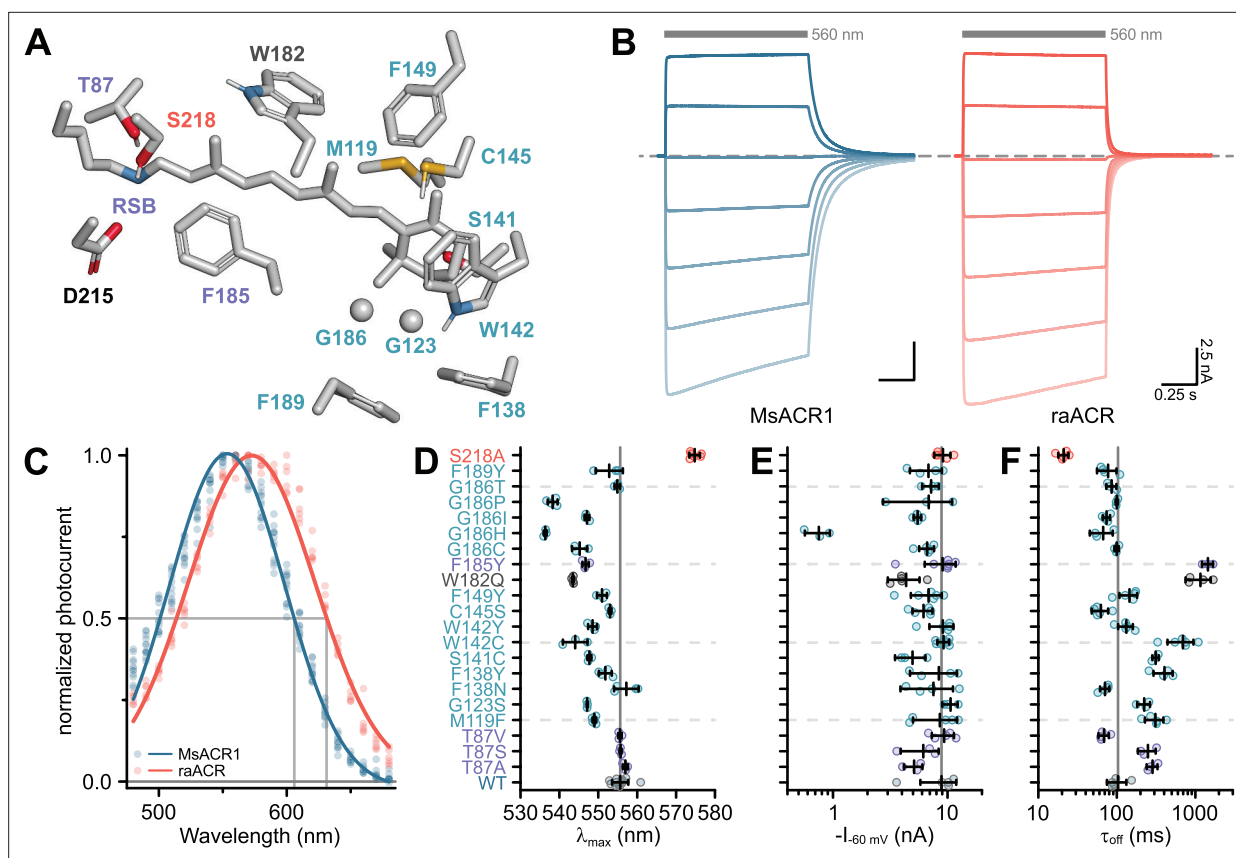 A
W182
F149
T87
S218
M119
C145
RSB
S141
D215
F185
W142
G186
G123
F189
F138
B
560 nm
560 nm
MsACR1
raACR
2.5 nA
0.25 s
C
1.0
0.5
0.0
normalized photocurrent
MsACR1
raACR
500
600
Wavelength (nm)
D
S218A
F189Y
G186T
G186P
G186I
G186H
G186C
F185Y
W182Q
F149Y
C145S
W142Y
W142C
S141C
F138Y
F138N
G123S
M119F
T87V
T87S
T87A
WT
530
540
550
560
570
580
λmax (nm)
E
1
10
-I-60 mV (nA)
F
10
100
1000
τoff (ms)